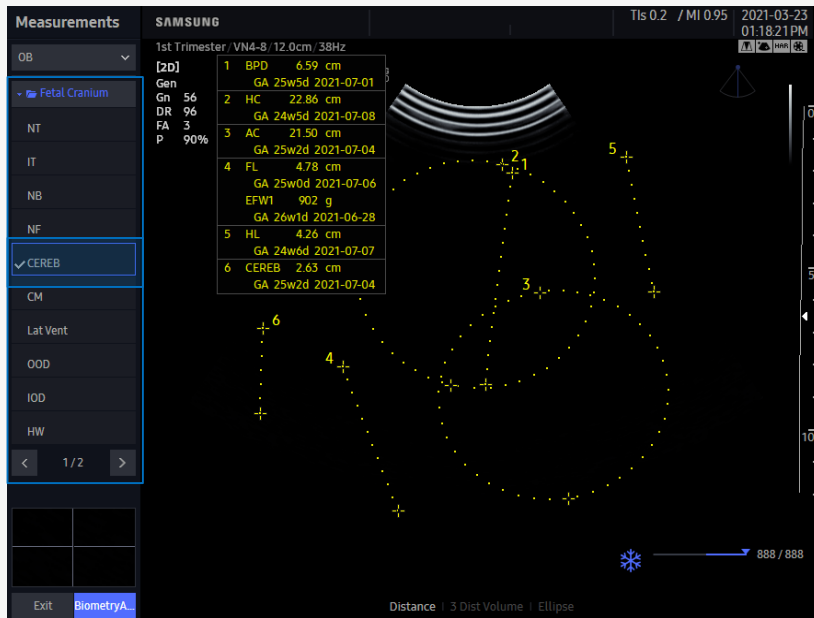 Measurements
SAMSUNG
TIs 0.2 / MI 0.95
2021-03-23
01:18:21 PM
1st Trimester / VN4-8 / 12.0cm / 38Hz
HAR
OB
[2D]
Gen
Gn 56
DR 96
FA 3
P 90%
1 BPD 6.59 cm
GA 25w5d 2021-07-01
2 HC 22.86 cm
GA 24w5d 2021-07-08
3 AC 21.50 cm
GA 25w2d 2021-07-04
4 FL 4.78 cm
GA 25w0d 2021-07-06
EFW1 902 g
GA 26w1d 2021-06-28
5 HL 4.26 cm
GA 24w6d 2021-07-07
6 CEREB 2.63 cm
GA 25w2d 2021-07-04
Fetal Cranium
NT
IT
NB
NF
CEREB
CM
Lat Vent
OOD
IOD
HW
< 1/2 >
2
1
5
3
6
4
0
5
10
888 / 888
Exit
BiometryA...
Distance | 3 Dist Volume | Ellipse